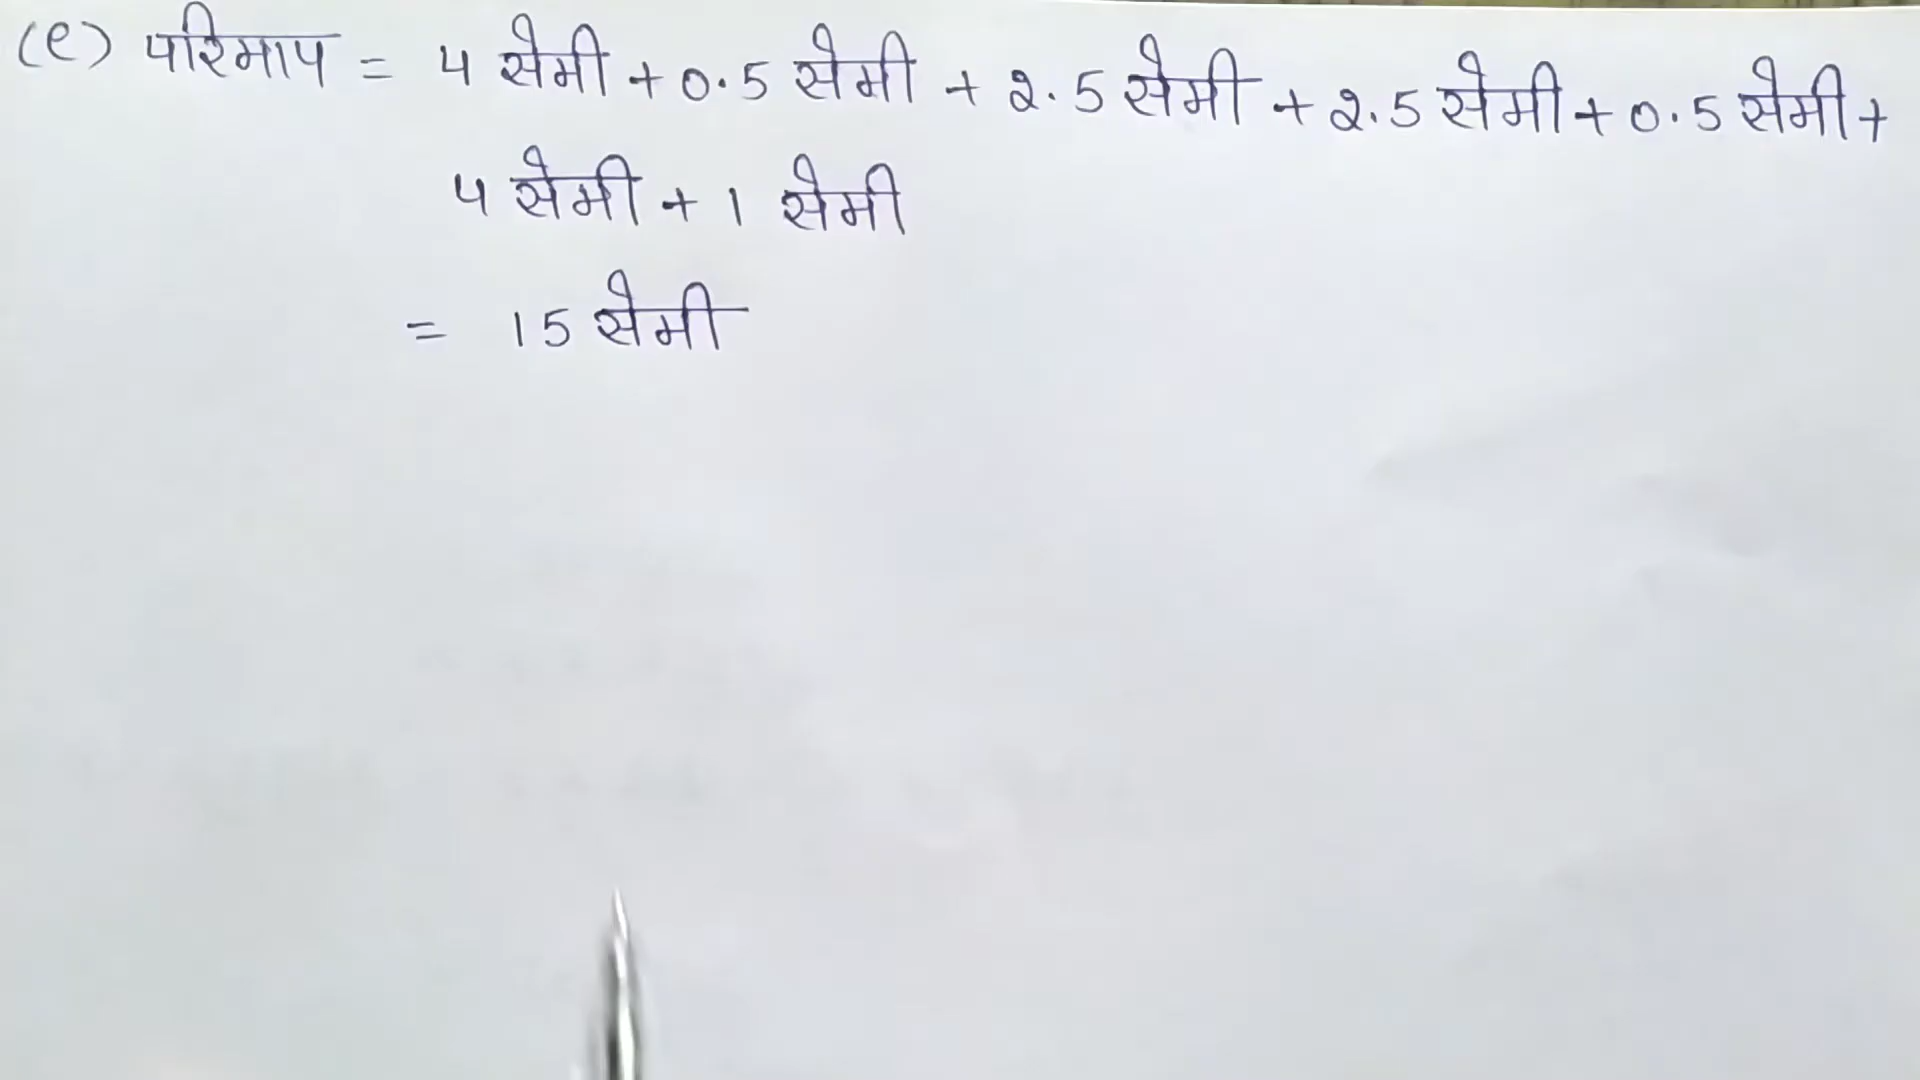 (e) परिमाप = 4 सेमी + 0.5 सेमी + 2.5 सेमी + 2.5 सेमी + 0.5 सेमी +
4 सेमी + 1 सेमी
= 15 सेमी